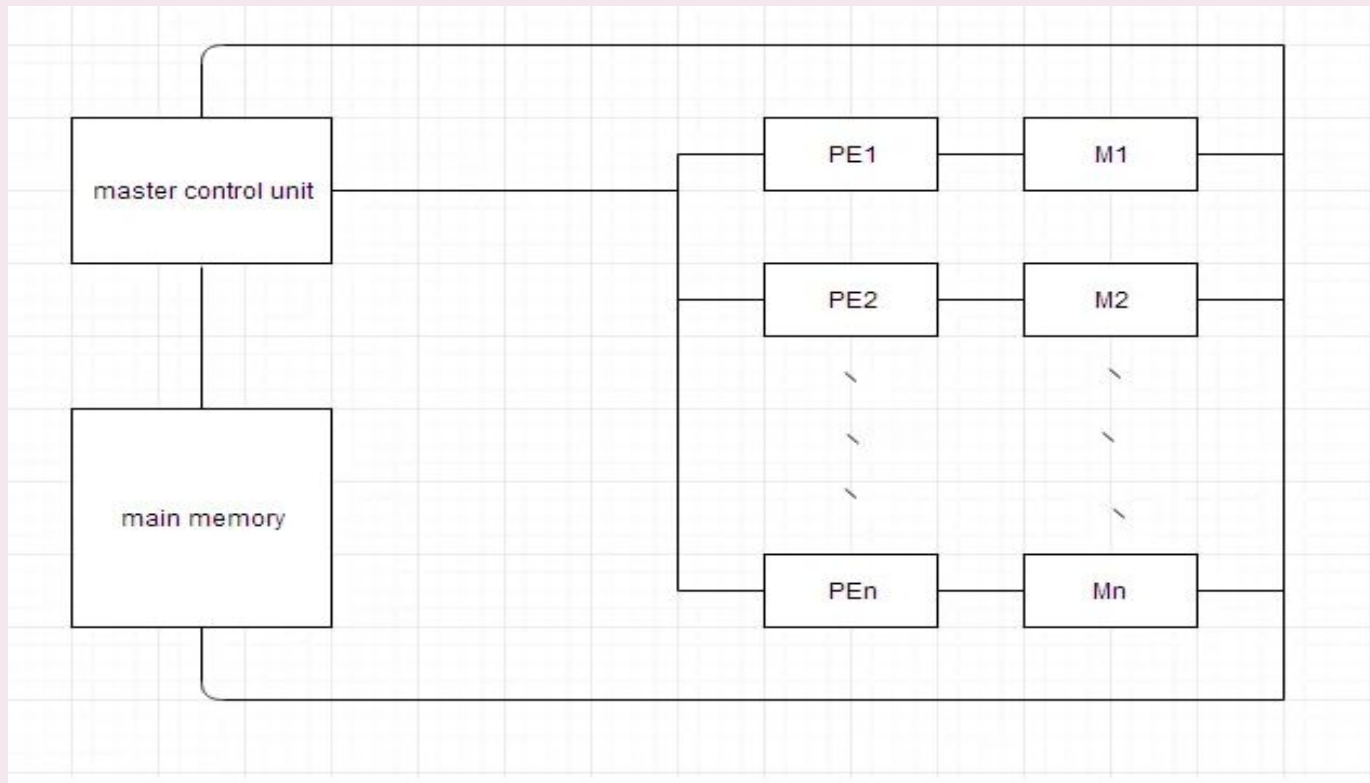 master control unit
PE1
M1
PE2
M2
main memory
PEn
Mn